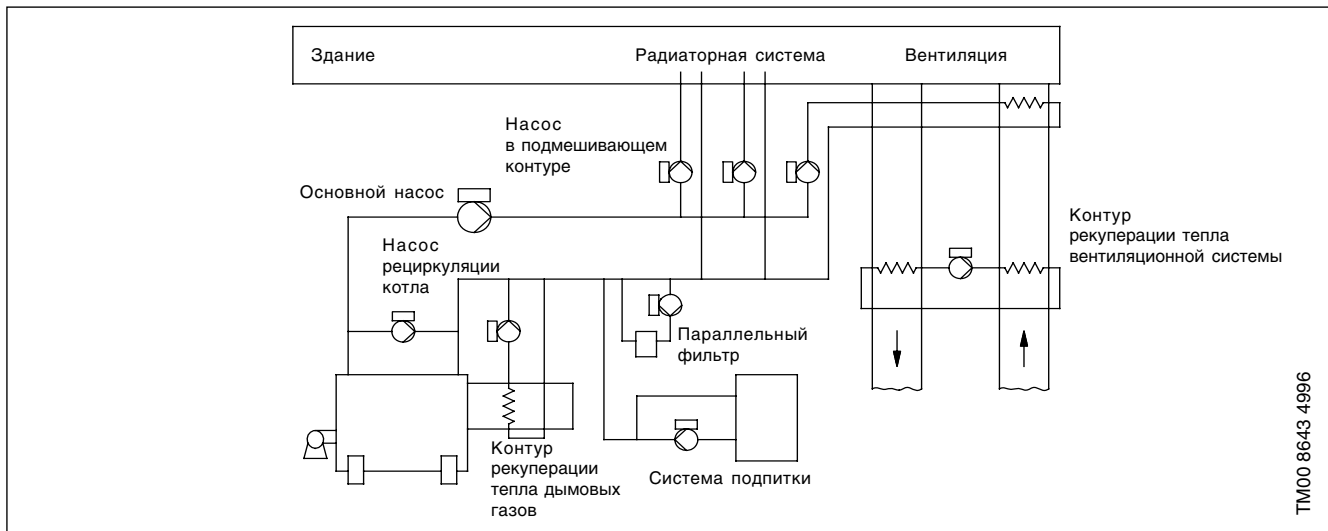 Здание
Радиаторная система
Вентиляция
Насос
в подмешивающем
контуре
Основной насос
Насос
рециркуляции
котла
Контур
рекуперации тепла
вентиляционной системы
Параллельный
фильтр
Контур
рекуперации
тепла дымовых
газов
Система подпитки
TM00 8643 4996